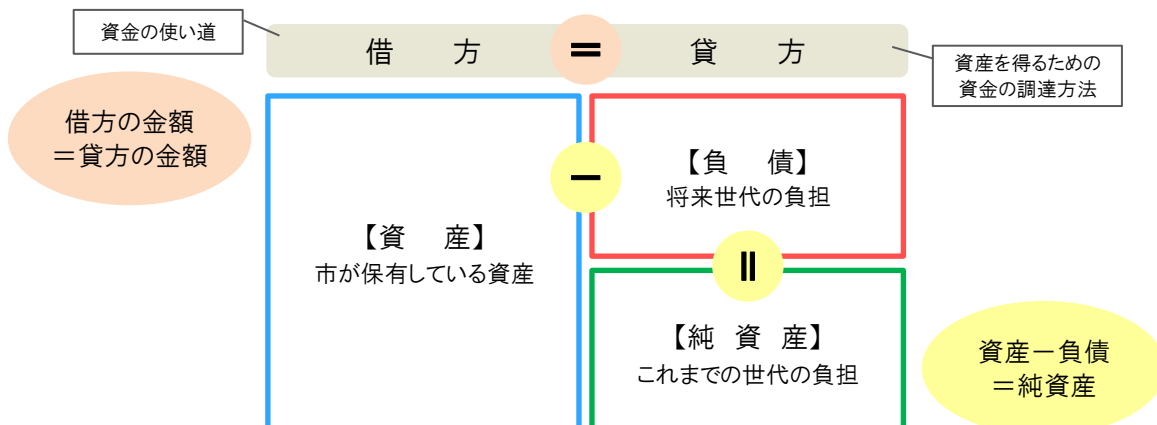 資金の使い道
借　方
＝
貸　方
資産を得るための
資金の調達方法
借方の金額
＝貸方の金額
【資　産】
市が保有している資産
－
【負　債】
将来世代の負担
＝
【純 資 産】
これまでの世代の負担
資産－負債
＝純資産